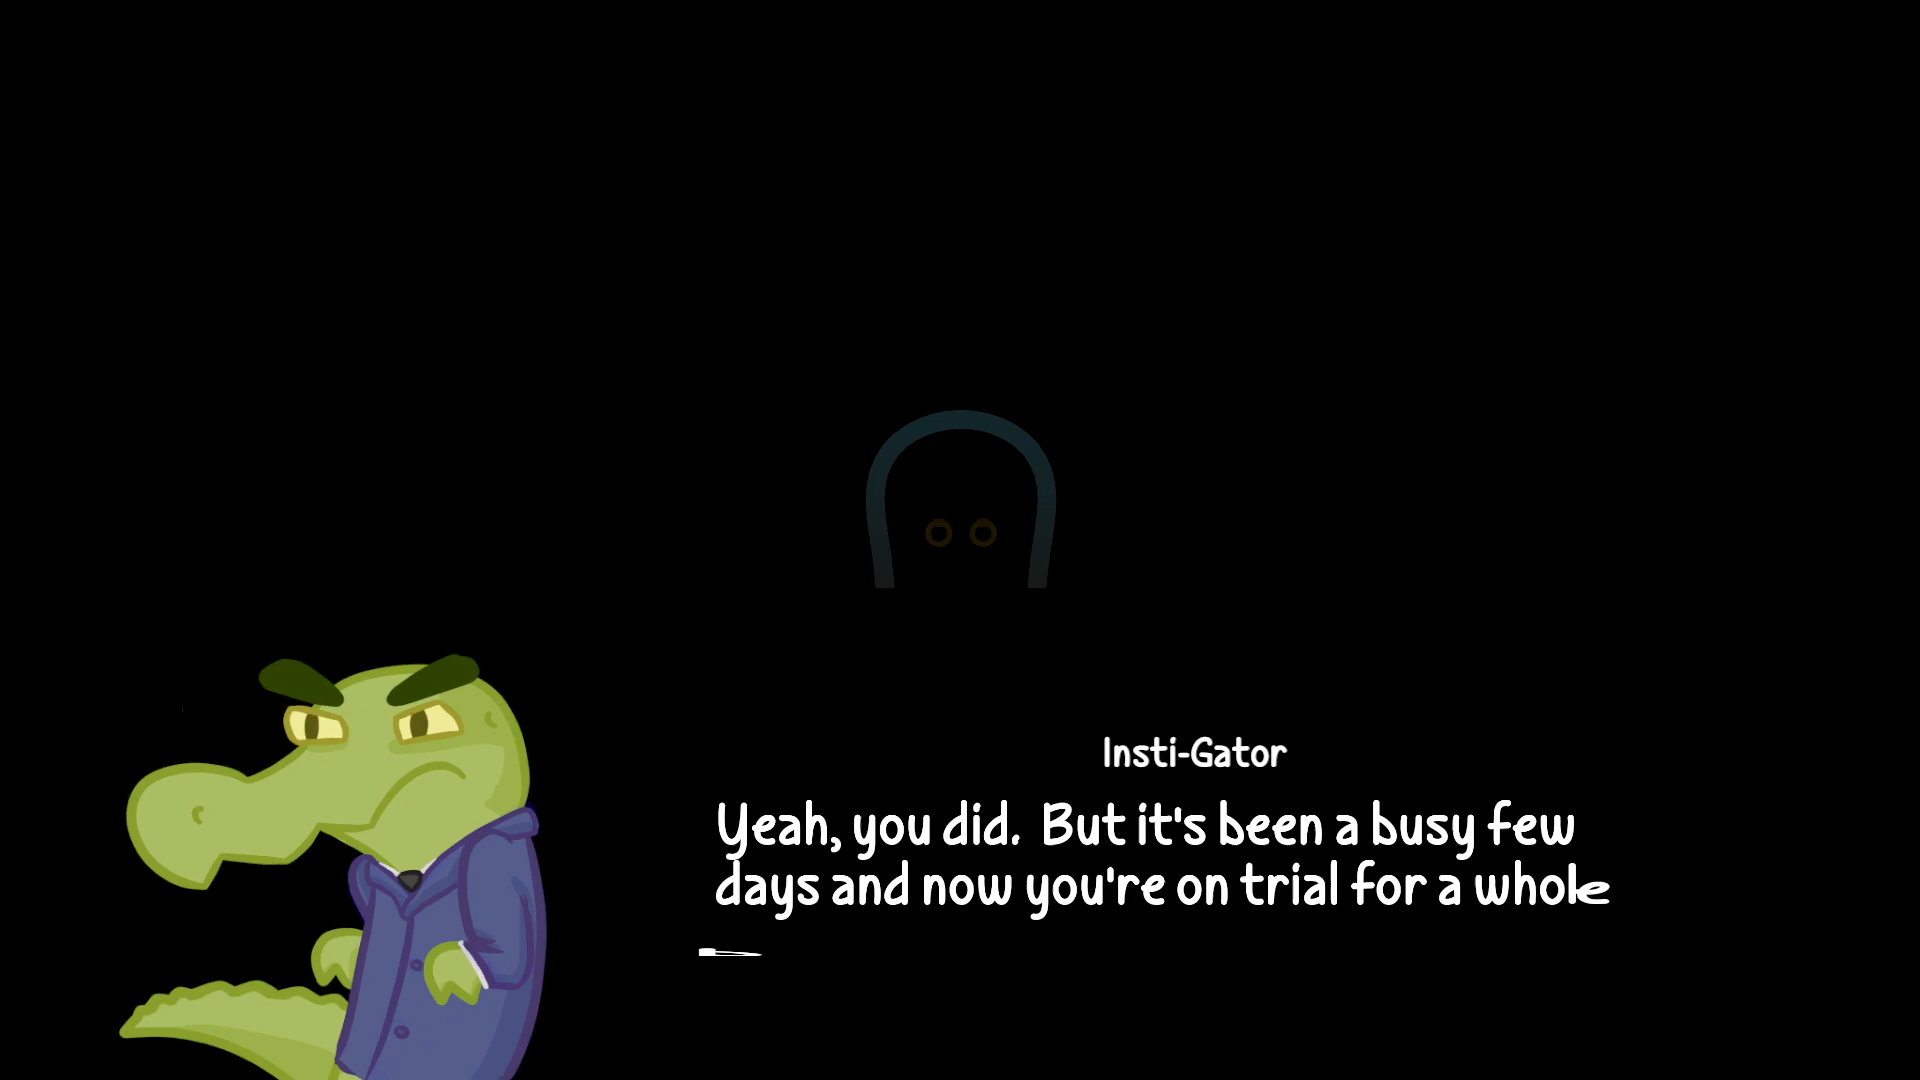 Insti-Gator
Yeah, you did. But it's been a busy few
days and now you're on trial for a whole